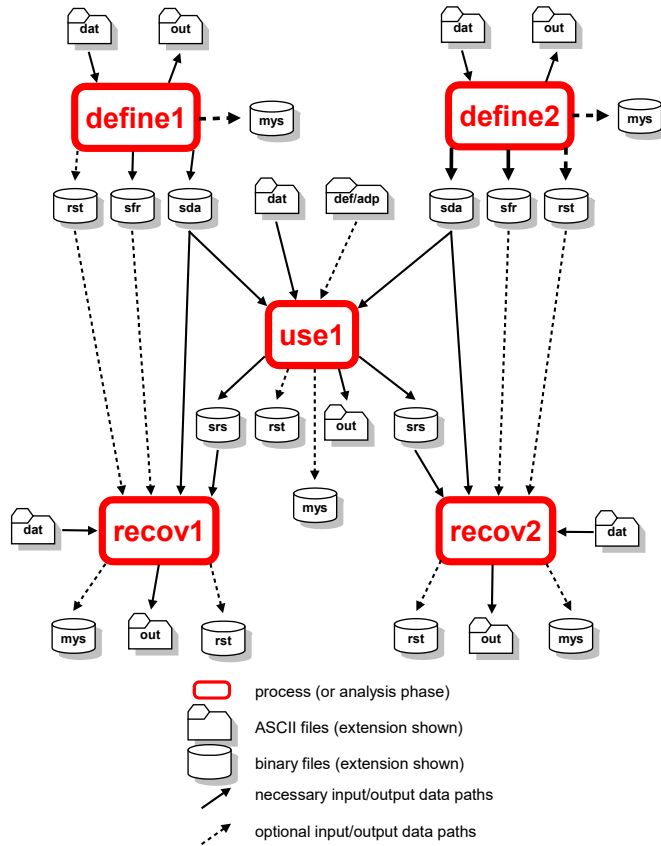 dat
out
dat
out
define1
mys
define2
mys
rst
sfr
sda
dat
def/adp
sda
sfr
rst
use1
srs
rst
out
srs
mys
dat
recov1
recov2
dat
mys
out
rst
rst
out
mys
process (or analysis phase)
ASCII files (extension shown)
binary files (extension shown)
necessary input/output data paths
optional input/output data paths